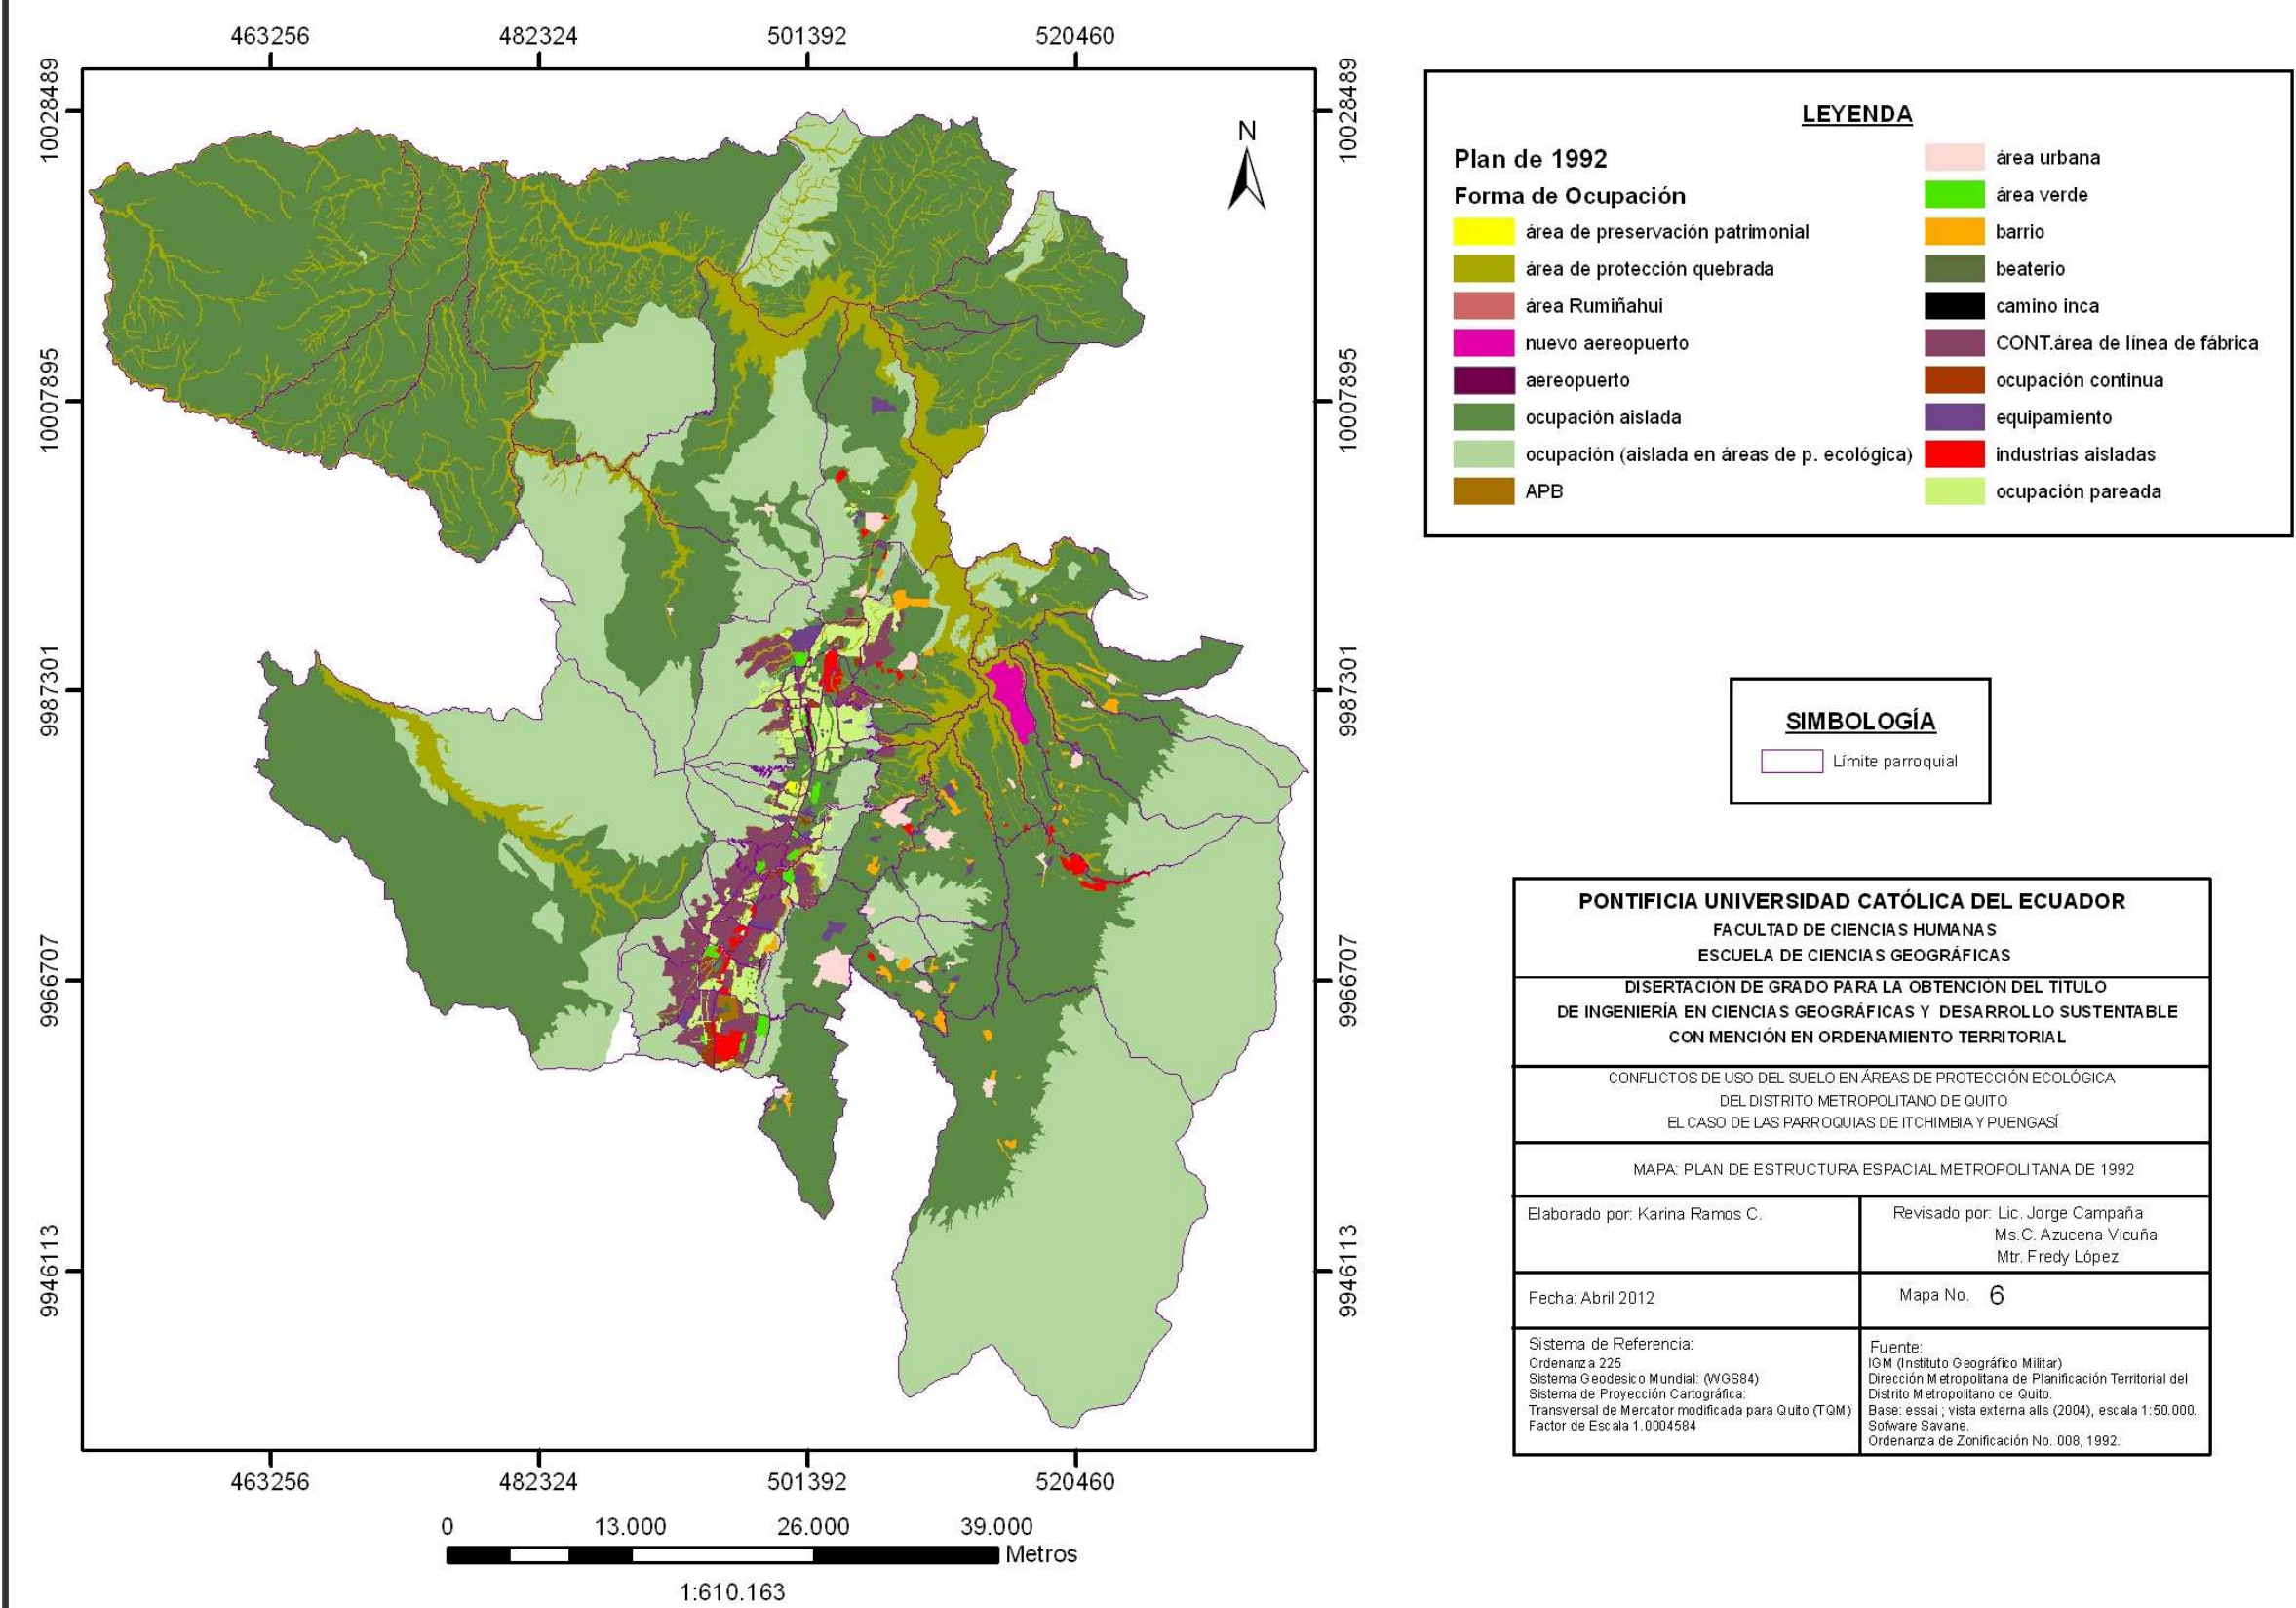 463256
482324
501392
520460
10028489
10007895
9987301
9966707
9946113
N
10028489
10007895
9987301
9966707
9946113
463256
482324
501392
520460
0
13.000
26.000
39.000
Metros
1:610.163
LEYENDA
Plan de 1992
Forma de Ocupación
área de preservación patrimonial
área de protección quebrada
área Rumiñahui
nuevo aereopuerto
aereopuerto
ocupación aislada
ocupación (aislada en áreas de p. ecológica)
APB
área urbana
área verde
barrio
beaterio
camino inca
CONT.área de línea de fábrica
ocupación continua
equipamiento
industrias aisladas
ocupación pareada
SIMBOLOGÍA
Límite parroquial
PONTIFICIA UNIVERSIDAD CATÓLICA DEL ECUADOR
FACULTAD DE CIENCIAS HUMANAS
ESCUELA DE CIENCIAS GEOGRÁFICAS
DISERTACIÓN DE GRADO PARA LA OBTENCIÓN DEL TÍTULO
DE INGENIERÍA EN CIENCIAS GEOGRÁFICAS Y DESARROLLO SUSTENTABLE
CON MENCIÓN EN ORDENAMIENTO TERRITORIAL
CONFLICTOS DE USO DEL SUELO EN ÁREAS DE PROTECCIÓN ECOLÓGICA
DEL DISTRITO METROPOLITANO DE QUITO
EL CASO DE LAS PARROQUIAS DE ITCHIMBIA Y PUENGASÍ
MAPA: PLAN DE ESTRUCTURA ESPACIAL METROPOLITANA DE 1992
Elaborado por: Karina Ramos C.
Revisado por: Lic. Jorge Campaña
Ms.C. Azucena Vicuña
Mtr. Fredy López
Fecha: Abril 2012
Mapa No. 6
Sistema de Referencia:
Ordenanza 225
Sistema Geodesico Mundial: (WGS84)
Sistema de Proyección Cartográfica:
Transversal de Mercator modificada para Quito (TQM)
Factor de Escala 1.0004584
Fuente:
IGM (Instituto Geográfico Militar)
Dirección Metropolitana de Planificación Territorial del
Distrito Metropolitano de Quito.
Base: essai ; vista externa alls (2004), escala 1:50.000.
Sofware Savane.
Ordenanza de Zonificación No. 008, 1992.